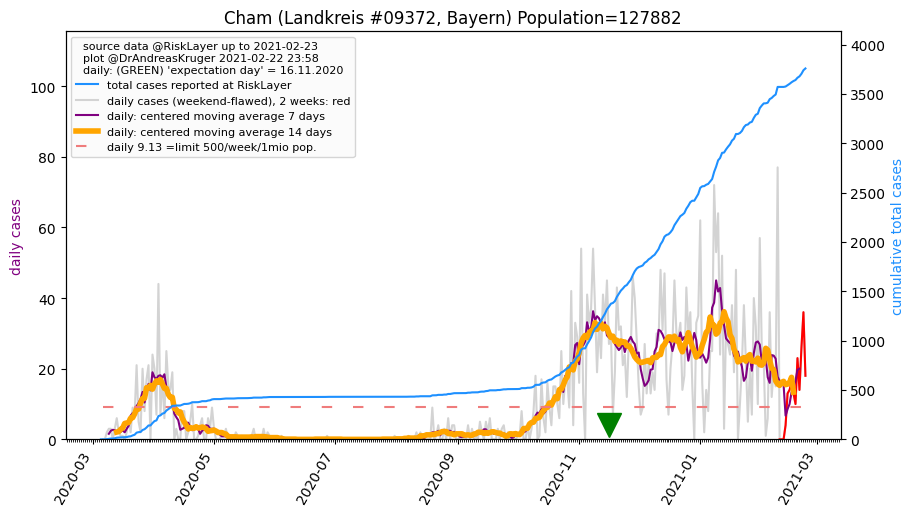 Cham (Landkreis #09372, Bayern) Population=127882
source data @RiskLayer up to 2021-02-23
plot @DrAndreasKruger 2021-02-22 23:58
daily: (GREEN) 'expectation day' = 16.11.2020
total cases reported at RiskLayer
daily cases (weekend-flawed), 2 weeks: red
daily: centered moving average 7 days
daily: centered moving average 14 days
daily 9.13 =limit 500/week/1mio pop.
daily cases
100
80
60
40
20
0
cumulative total cases
4000
3500
3000
2500
2000
1500
1000
500
0
2020-03
2020-05
2020-07
2020-09
2020-11
2021-01
2021-03